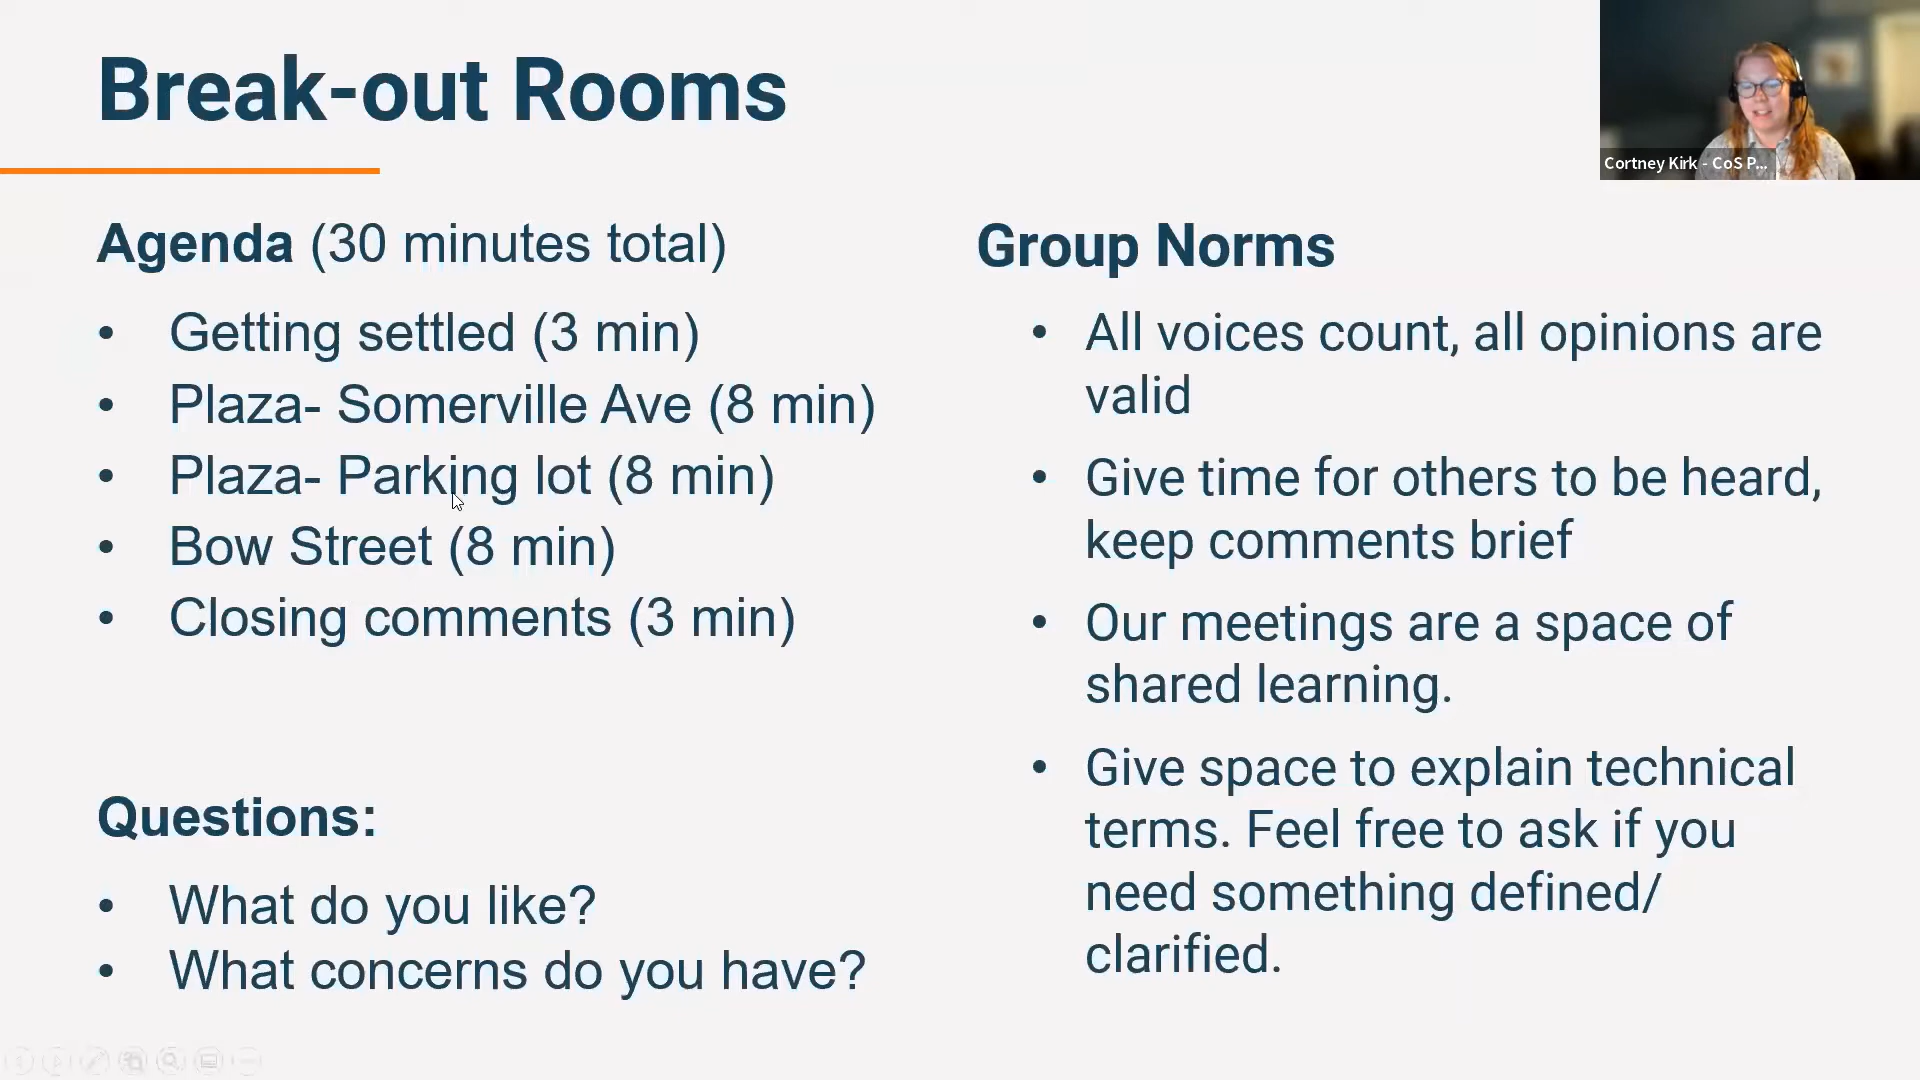 Break-out Rooms
Cortney Kirk - CoS P...
Agenda (30 minutes total)
• Getting settled (3 min)
• Plaza- Somerville Ave (8 min)
• Plaza- Parking lot (8 min)
• Bow Street (8 min)
• Closing comments (3 min)
Questions:
• What do you like?
• What concerns do you have?
Group Norms
• All voices count, all opinions are
valid
• Give time for others to be heard,
keep comments brief
• Our meetings are a space of
shared learning.
• Give space to explain technical
terms. Feel free to ask if you
need something defined/
clarified.